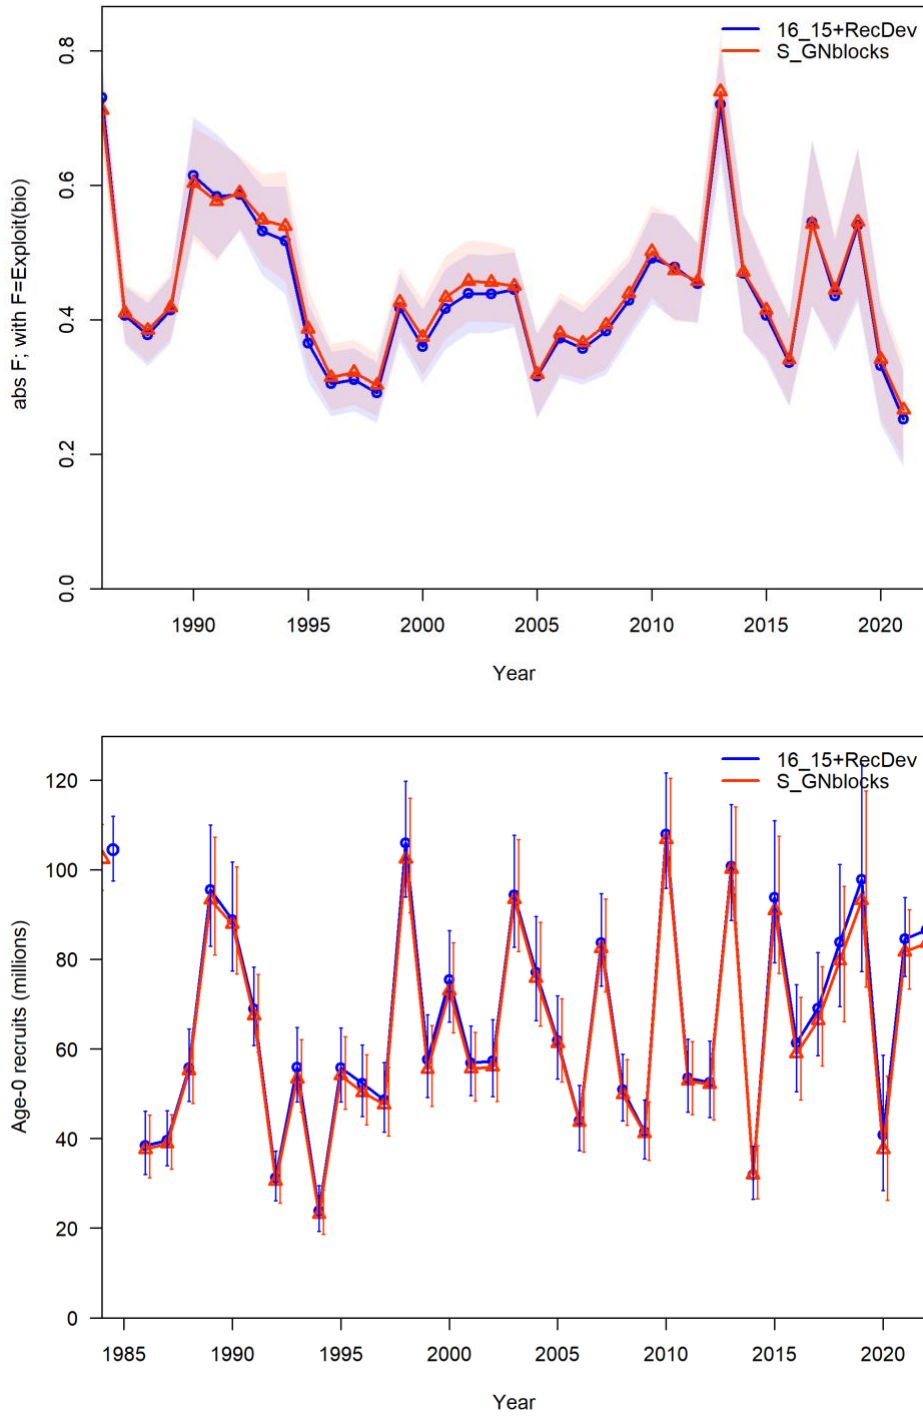 abs F; with F=Exploit(bio)
0.8
0.6
0.4
0.2
0.0
16_15+RecDev
S_GNblocks
1990 1995 2000 2005 2010 2015 2020
Year
Age-0 recruits (millions)
120
100
80
60
40
20
0
16_15+RecDev
S_GNblocks
1985 1990 1995 2000 2005 2010 2015 2020
Year